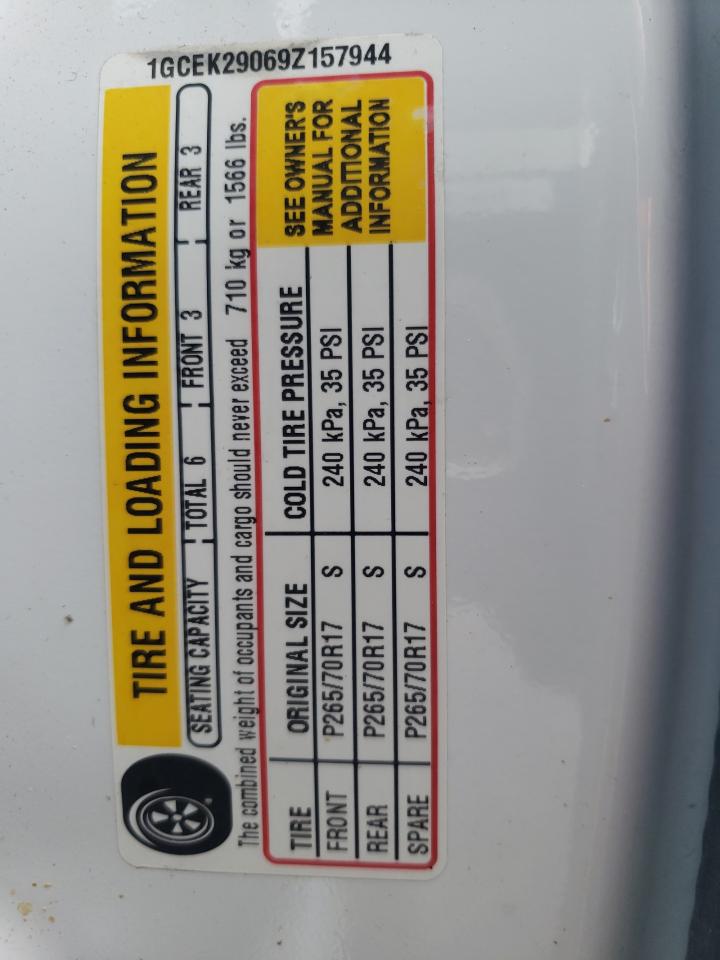 1GCEK29069Z157944
TIRE AND LOADING INFORMATION
SEATING CAPACITY TOTAL 6 FRONT 3 REAR 3
The combined weight of occupants and cargo should never exceed 710 kg or 1566 lbs.
TIRE ORIGINAL SIZE COLD TIRE PRESSURE
FRONT P265/70R17 S 240 kPa, 35 PSI
REAR P265/70R17 S 240 kPa, 35 PSI
SPARE P265/70R17 S 240 kPa, 35 PSI
SEE OWNER'S
MANUAL FOR
ADDITIONAL
INFORMATION